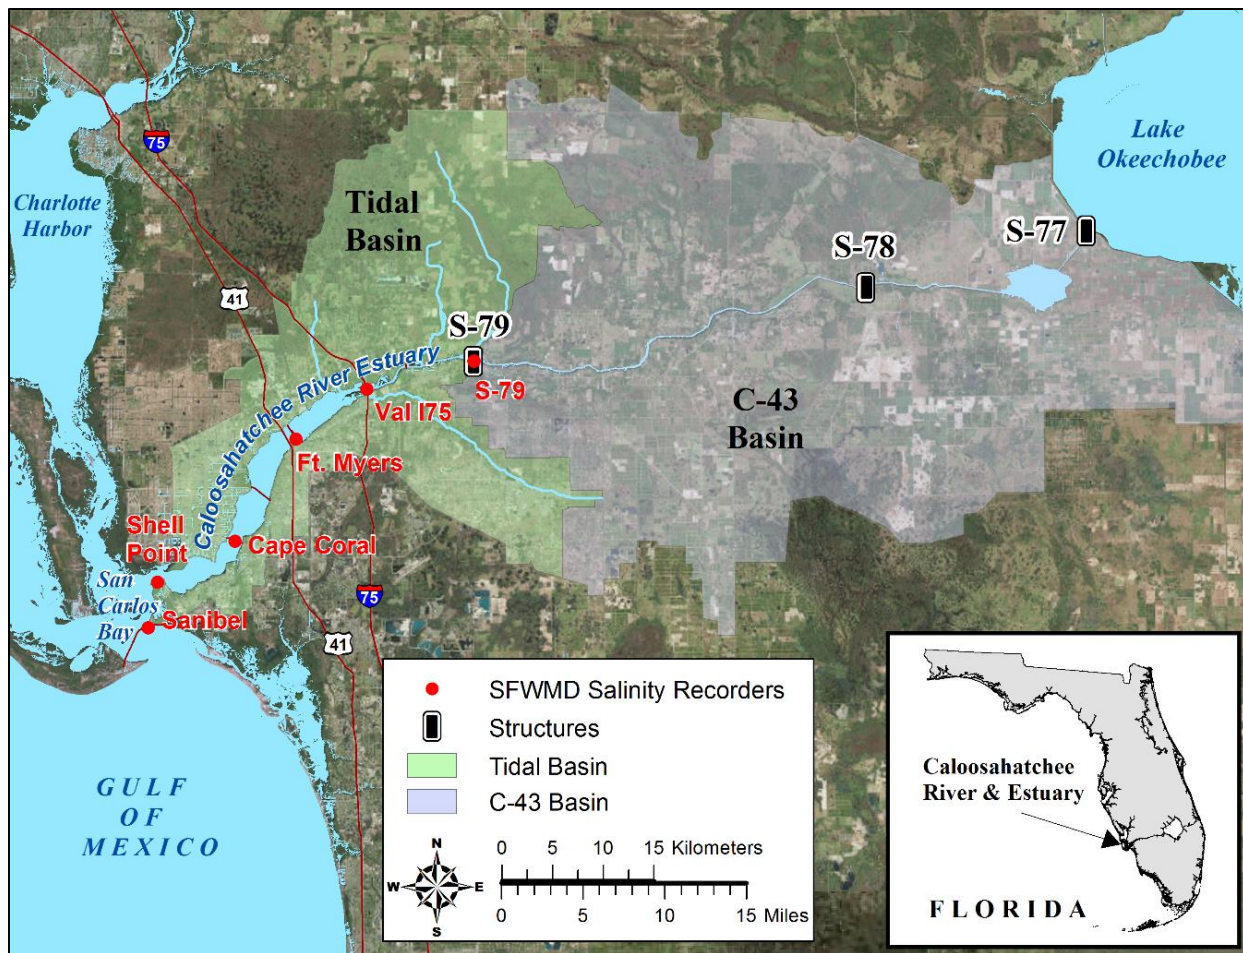 75
Charlotte
Harbor
Tidal
Basin
41
Lake
Okeechobee
S-77
S-78
S-79
S-79
C-43
Basin
Caloosahatchee River Estuary
Val I75
Ft. Myers
Cape Coral
Shell
Point
San
Carlos
Bay
Sanibel
75
41
GULF
OF
MEXICO
SFWMD Salinity Recorders
Structures
Tidal Basin
C-43 Basin
N
W E
S
0 5 10 15 Kilometers
0 5 10 15 Miles
Caloosahatchee
River & Estuary
FLORIDA